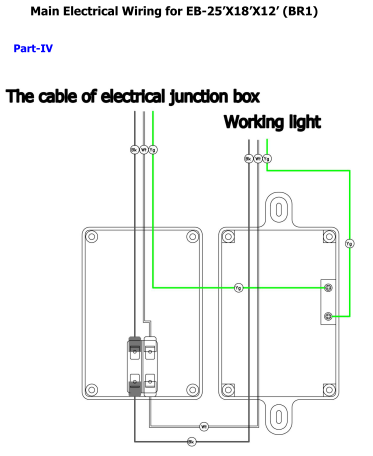 Main Electrical Wiring for EB-25'X18'X12' (BR1)
Part-IV
The cable of electrical junction box
Working light
Bk Wt Yg
Bk Wt Yg
Yg
Yg
Wt
Bk